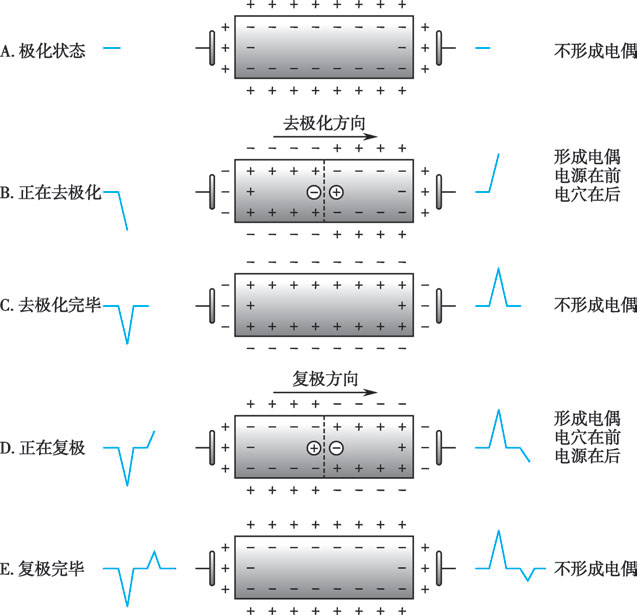 A. 极化状态
不形成电偶
去极化方向
B. 正在去极化
形成电偶
电源在前
电穴在后
C. 去极化完毕
不形成电偶
复极方向
D. 正在复极
形成电偶
电穴在前
电源在后
E. 复极完毕
不形成电偶